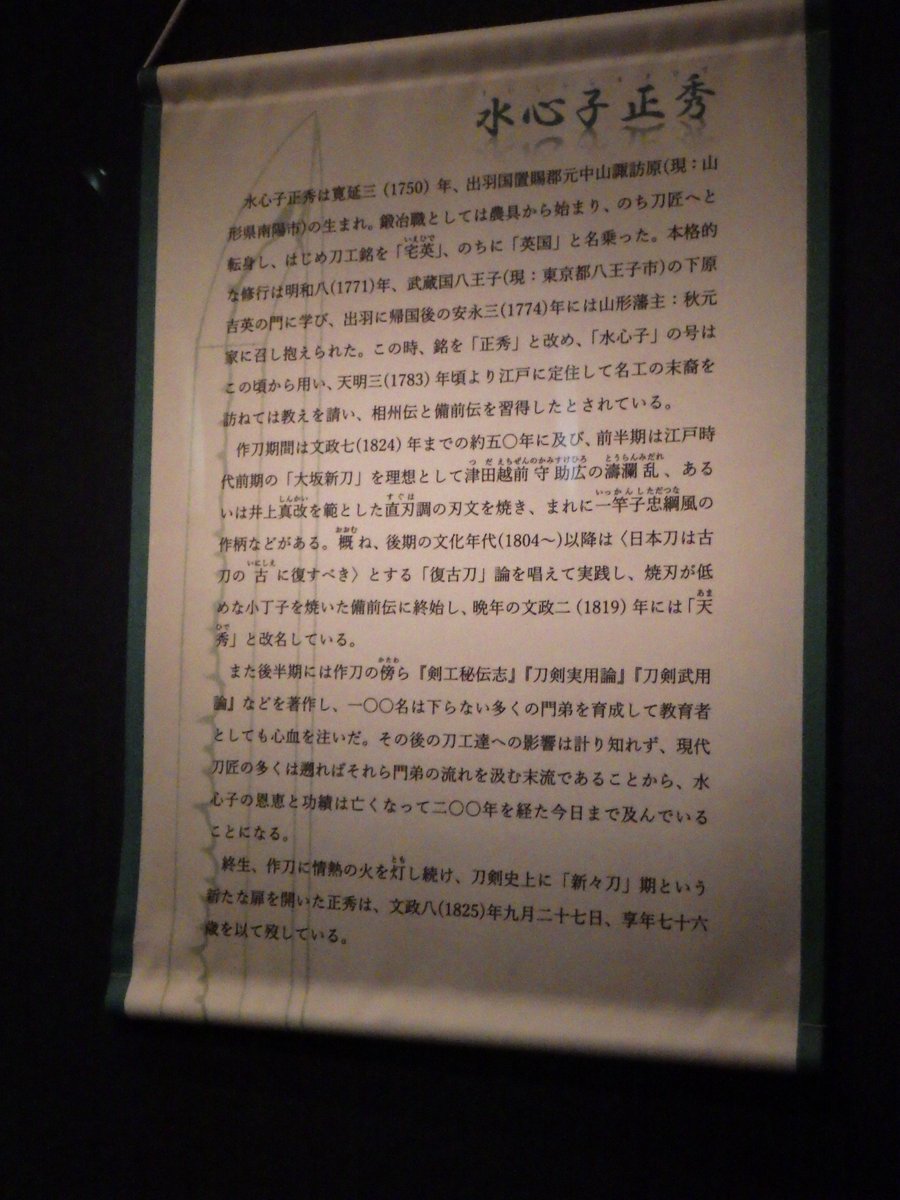 水心子正秀
水心子正秀は寛延三(1750)年、出羽国置賜郡元中山諏訪原(現：山
形県南陽市)の生まれ。鍛冶職としては農具から始まり、のち刀匠へと
転身し、はじめ刀工銘を「宅英」、のちに「英国」と名乗った。本格的
な修行は明和八(1771)年、武蔵国八王子(現：東京都八王子市)の下原
吉英の門に学び、出羽に帰国後の安永三(1774)年には山形藩主：秋元
家に召し抱えられた。この時、銘を「正秀」と改め、「水心子」の号は
この頃から用い、天明三(1783)年頃より江戸に定住して名工の末裔を
訪ねては教えを請い、相州伝と備前伝を習得したとされている。
作刀期間は文政七(1824)年までの約五〇年に及び、前半期は江戸時
代前期の「大坂新刀」を理想として津田越前守助広の濤瀾乱、ある
いは井上真改を範とした直刃調の刃文を焼き、まれに一竿子忠綱風の
作柄などがある。概ね、後期の文化年代(1804～)以降は〈日本刀は古
刀の古に復すべき〉とする「復古刀」論を唱えて実践し、焼刃が低
めな小丁子を焼いた備前伝に終始し、晩年の文政二(1819)年には「天
秀」と改名している。
また後半期には作刀の傍ら『剣工秘伝志』『刀剣実用論』『刀剣武用
論』などを著作し、一〇〇名は下らない多くの門弟を育成して教育者
としても心血を注いだ。その後の刀工達への影響は計り知れず、現代
刀匠の多くは遡ればそれら門弟の流れを汲む末流であることから、水
心子の恩恵と功績は亡くなって二〇〇年を経た今日まで及んでいる
ことになる。
終生、作刀に情熱の火を灯し続け、刀剣史上に「新々刀」期という
新たな扉を開いた正秀は、文政八(1825)年九月二十七日、享年七十六
歳を以て歿している。